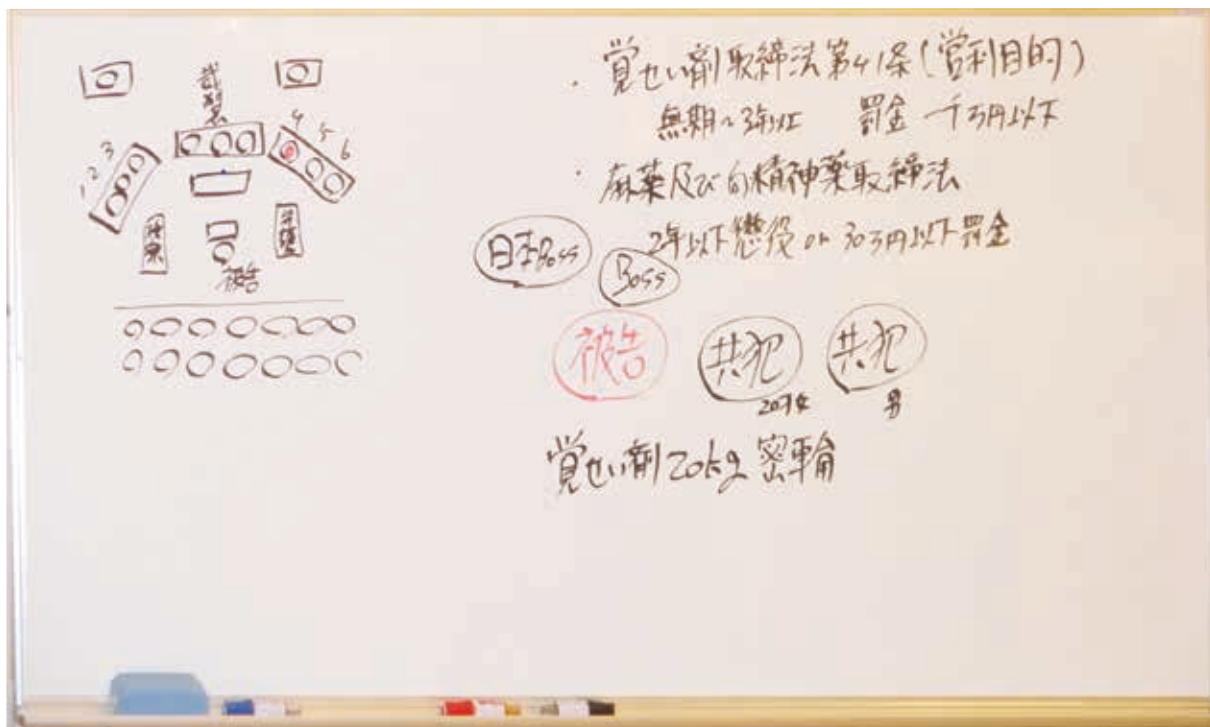 裁判
4 5 6
1 2 3
検察
弁護
被告
・覚せい剤取締法第41条(営利目的)
無期〜3年以上 罰金 一千万円以下
・麻薬及び向精神薬取締法
2年以下懲役 or 30万円以下罰金
日本Boss
Boss
被告 共犯 共犯
20才女 男
覚せい剤20kg 密輸